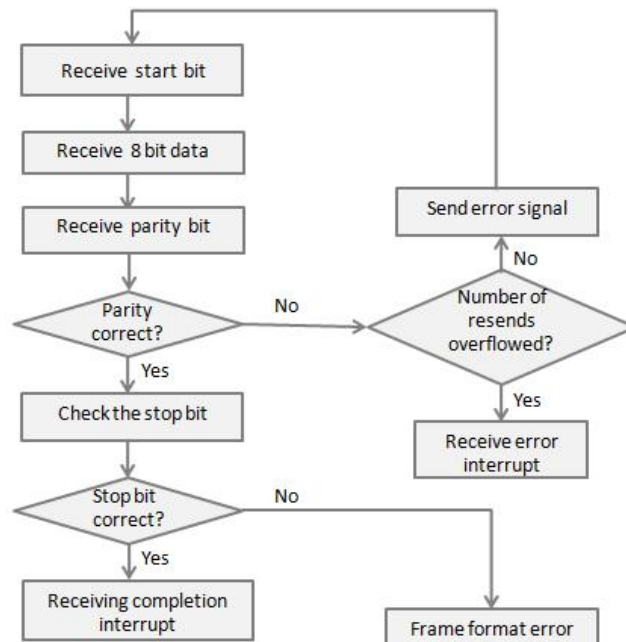 Receive start bit
Receive 8 bit data
Receive parity bit
Send error signal
No
Parity
correct?
No
Number of
resends
overflowed?
Yes
Check the stop bit
Yes
Receive error
interrupt
Stop bit
correct?
No
Yes
Receiving completion
interrupt
Frame format error